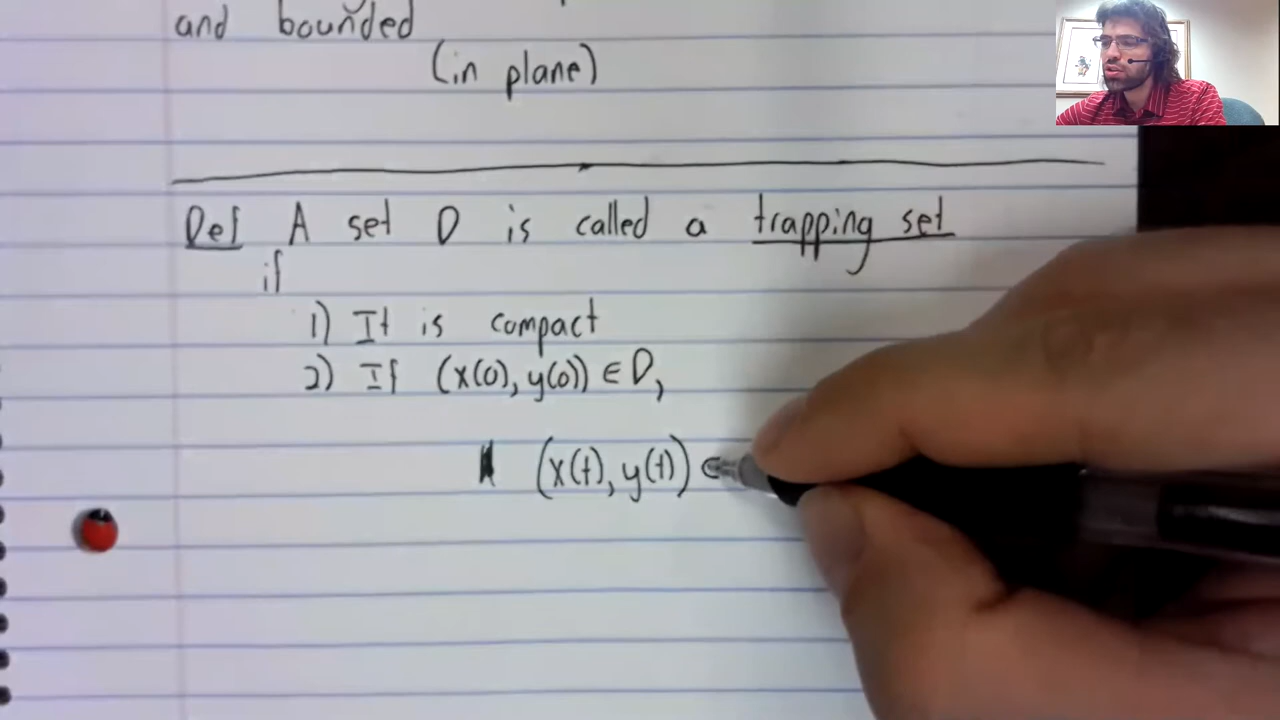 and bounded
(in plane)
Def A set D is called a trapping set
if
1) It is compact
2) If (x(0), y(0)) ∈ D,
(x(t), y(t)) ∈